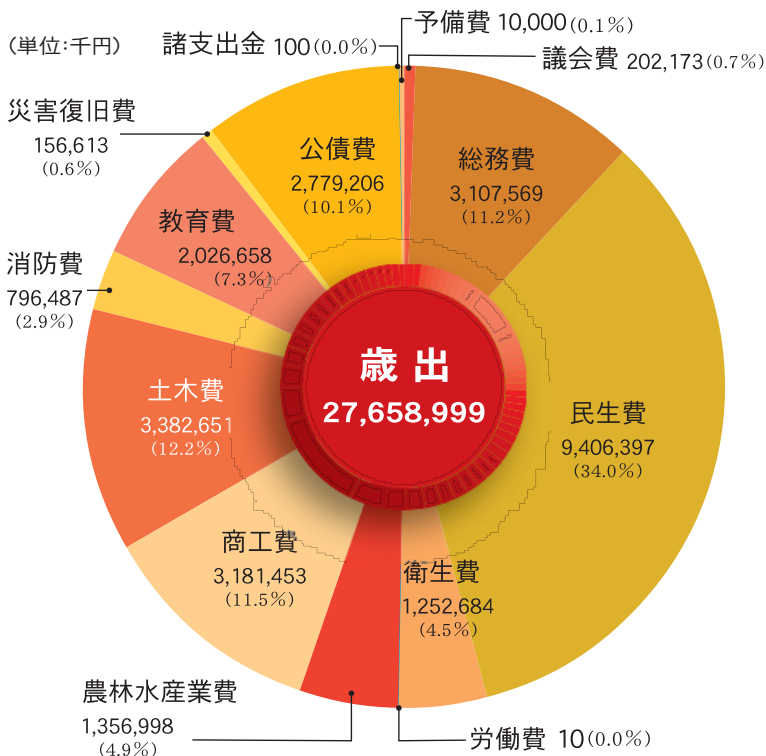 (単位:千円)
諸支出金 100(0.0%)
予備費 10,000(0.1%)
議会費 202,173(0.7%)
災害復旧費
156,613
(0.6%)
公債費
2,779,206
(10.1%)
総務費
3,107,569
(11.2%)
教育費
2,026,658
(7.3%)
消防費
796,487
(2.9%)
歳出
27,658,999
土木費
3,382,651
(12.2%)
民生費
9,406,397
(34.0%)
商工費
3,181,453
(11.5%)
衛生費
1,252,684
(4.5%)
農林水産業費
1,356,998
(4.9%)
労働費 10(0.0%)